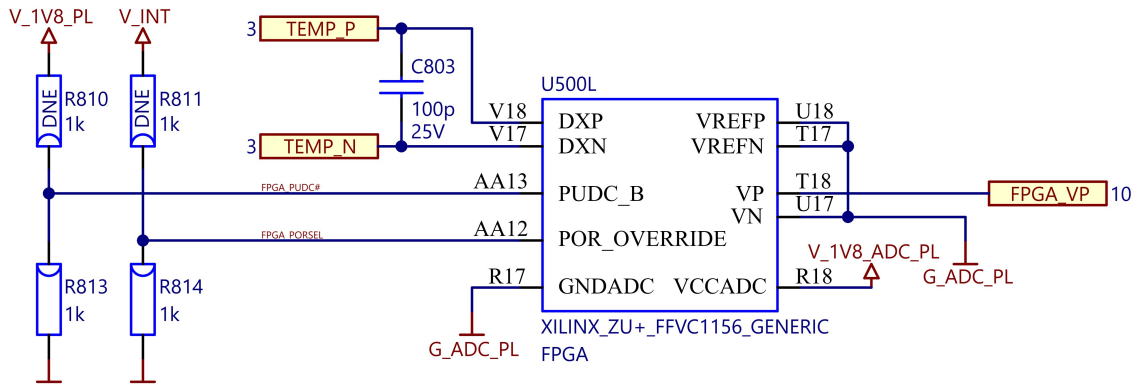 V_1V8_PL
V_INT
3 TEMP_P
C803
100p
25V
3 TEMP_N
DNE
R810
1k
DNE
R811
1k
U500L
V18 DXP
V17 DXN
VREFP U18
VREFN T17
FPGA_PUDC# AA13 PUDC_B
VP T18 FPGA_VP 10
VN U17
FPGA_PORSEL AA12 POR_OVERRIDE
V_1V8_ADC_PL
G_ADC_PL
R17 GNDADC VCCADC R18
R813
1k
R814
1k
G_ADC_PL
XILINX_ZU+_FFVC1156_GENERIC
FPGA